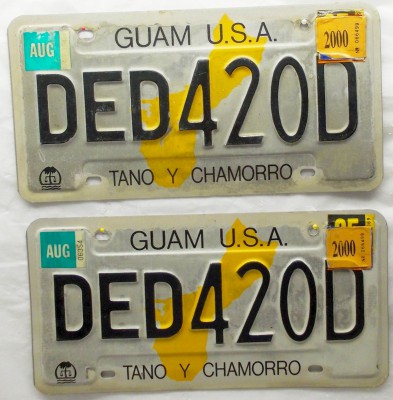 GUAM U.S.A.
AUG
2000
DED420D
TANO Y CHAMORRO
GUAM U.S.A.
AUG
2000
DED420D
TANO Y CHAMORRO